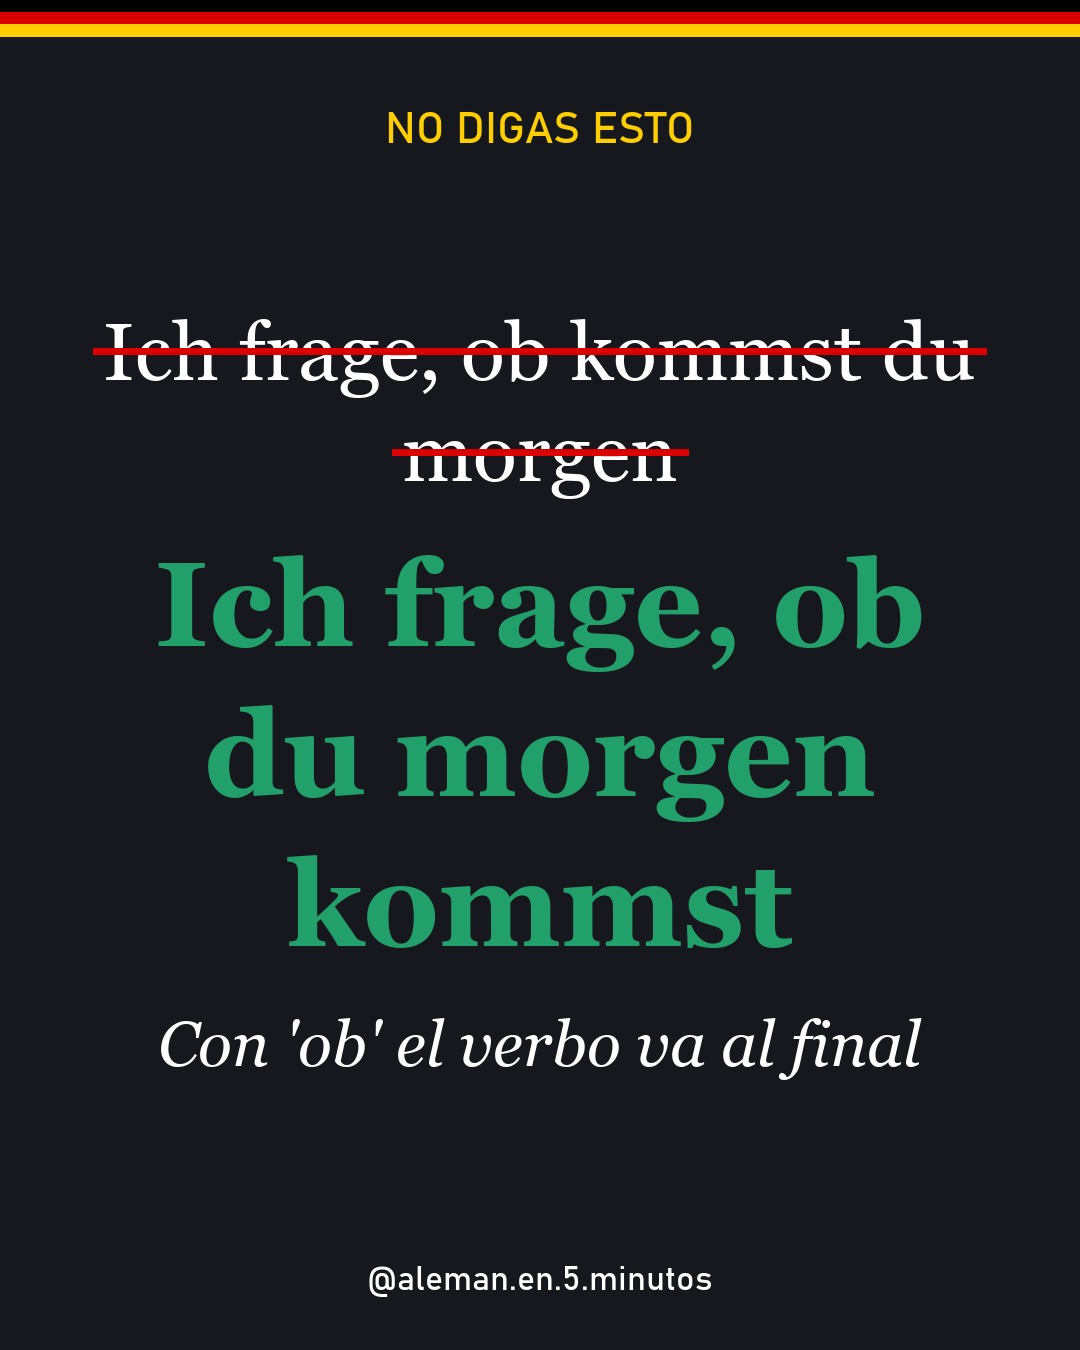 NO DIGAS ESTO
Ich frage, ob kommst du
morgen
Ich frage, ob
du morgen
kommst
Con 'ob' el verbo va al final
@aleman.en.5.minutos